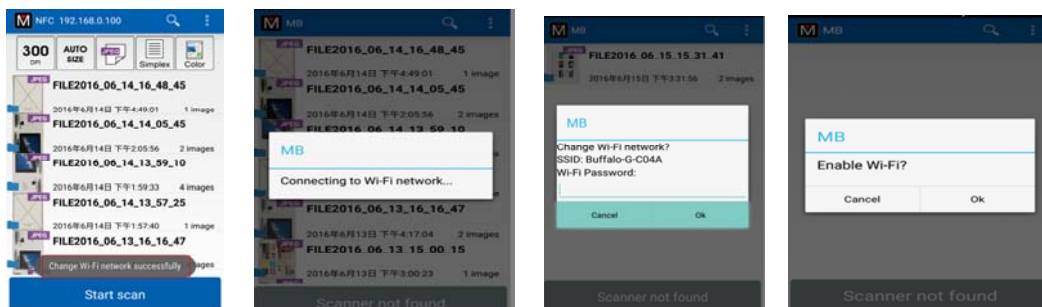 M NFC 192.168.0.100
300 DPI
AUTO SIZE
JPEG
Simplex
Color
JPEG
FILE2016_06_14_16_48_45
2016年6月14日 下午4:49:01 1 image
JPEG
FILE2016_06_14_14_05_45
2016年6月14日 下午2:05:56 2 images
JPEG
FILE2016_06_14_13_59_10
2016年6月14日 下午1:59:33 4 images
JPEG
FILE2016_06_14_13_57_25
2016年6月14日 下午1:57:40 1 image
JPEG
FILE2016_06_13_16_16_47
Change Wi-Fi network successfully
Start scan
M MB
JPEG
FILE2016_06_14_16_48_45
2016年6月14日 下午4:49:01 1 image
FILE2016_06_14_14_05_45
2016年6月14日 下午2:05:56 2 images
FILE2016_06_14_13_59_10
MB
Connecting to Wi-Fi network...
FILE2016_06_13_16_16_47
2016年6月13日 下午4:17:04 2 images
JPEG
FILE2016_06_13_15_00_15
2016年6月13日 下午3:00:23 1 image
Scanner not found
M MB
JPEG
FILE2016_06_15_15_31_41
2016年6月15日 下午3:31:56 2 images
MB
Change Wi-Fi network?
SSID: Buffalo-G-C04A
Wi-Fi Password:
Cancel Ok
Scanner not found
M MB
MB
Enable Wi-Fi?
Cancel Ok
Scanner not found